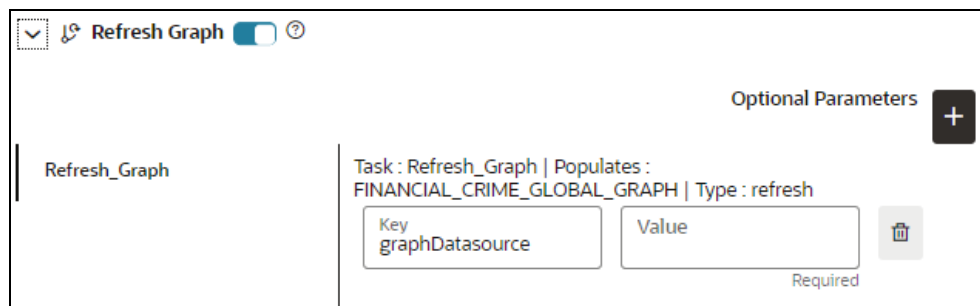 Refresh Graph
Optional Parameters
Refresh_Graph
Task : Refresh_Graph | Populates :
FINANCIAL_CRIME_GLOBAL_GRAPH | Type : refresh
Key
graphDatasource
Value
Required